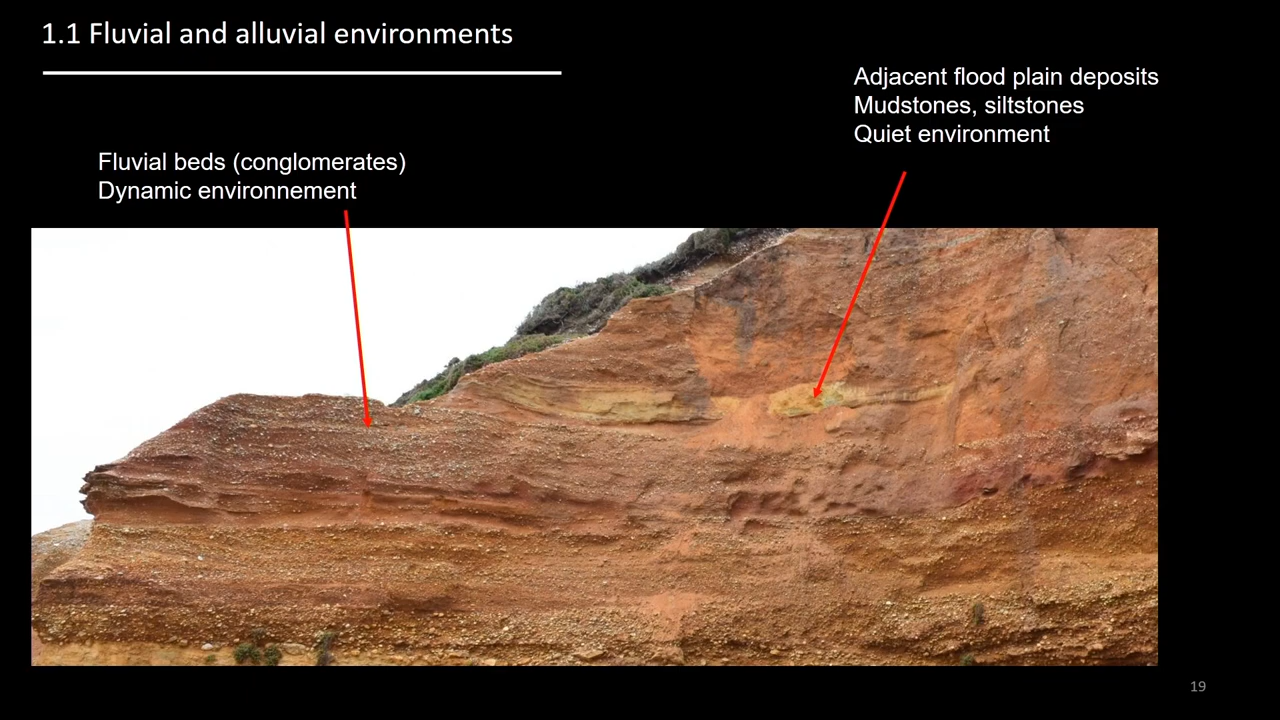 1.1 Fluvial and alluvial environments
Adjacent flood plain deposits
Mudstones, siltstones
Quiet environment
Fluvial beds (conglomerates)
Dynamic environnement
19